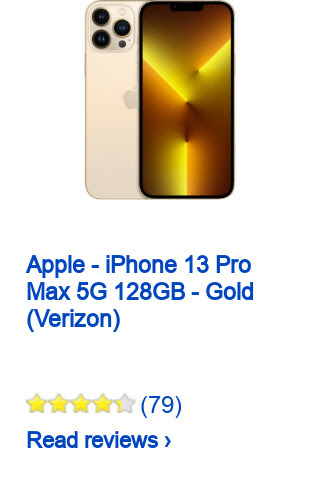 Apple - iPhone 13 Pro
Max 5G 128GB - Gold
(Verizon)
(79)
Read reviews ›